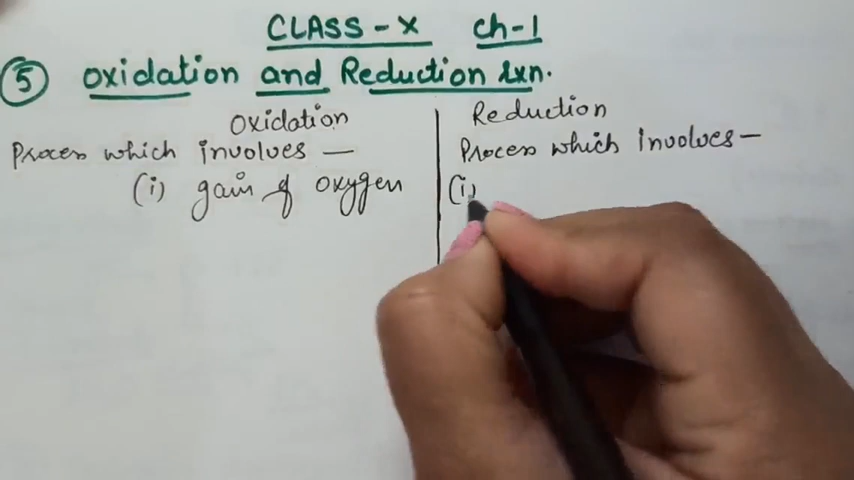 CLASS-X ch-1
5 Oxidation and Reduction rxn.
Oxidation
Process which involves —
(i) gain of oxygen
Reduction
Process which involves —
(i)